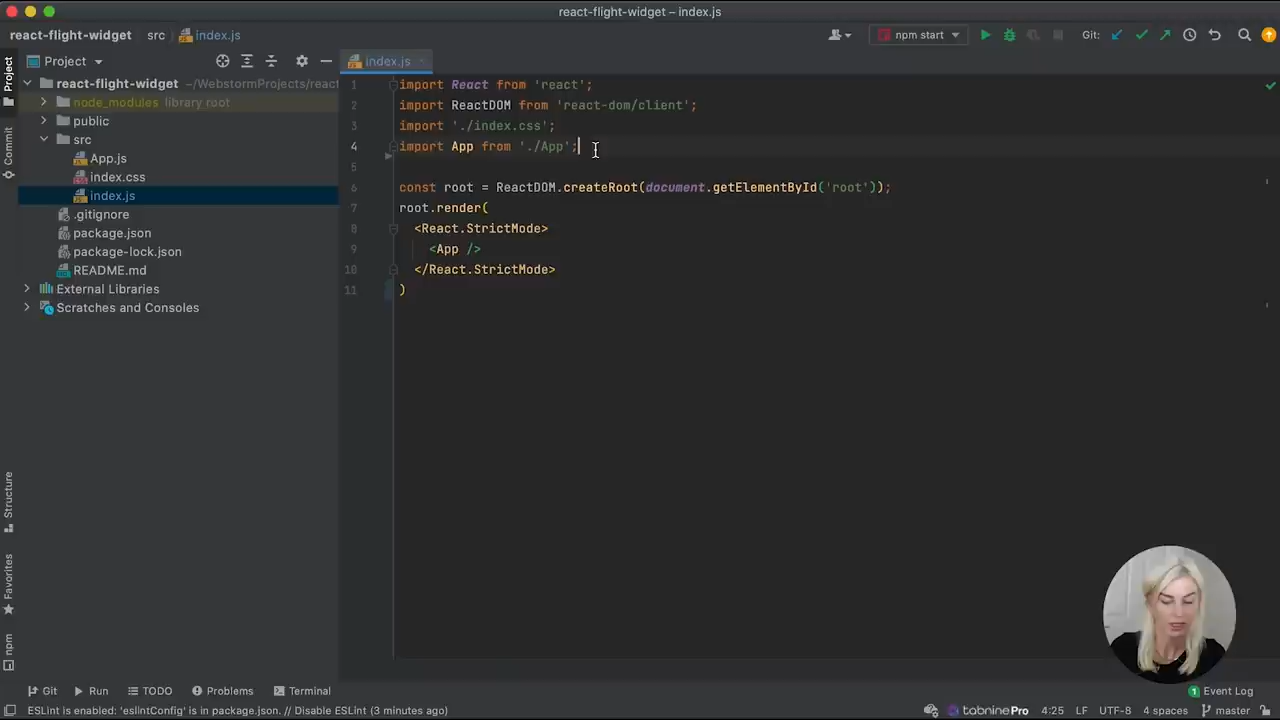 react-flight-widget – index.js
react-flight-widget src index.js
npm start Git:
Project
index.js
Project
Commit
Structure
Favorites
npm
react-flight-widget ~/WebstormProjects/react
node_modules library root
public
src
App.js
index.css
index.js
.gitignore
package.json
package-lock.json
README.md
External Libraries
Scratches and Consoles
1 import React from 'react';
2 import ReactDOM from 'react-dom/client';
3 import './index.css';
4 import App from './App';
5
6 const root = ReactDOM.createRoot(document.getElementById('root'));
7 root.render(
8 <React.StrictMode>
9 <App />
10 </React.StrictMode>
11 )
Git Run TODO Problems Terminal 1 Event Log
ESLint is enabled: 'eslintConfig' is in package.json. // Disable ESLint (3 minutes ago) tabnine Pro 4:25 LF UTF-8 4 spaces master